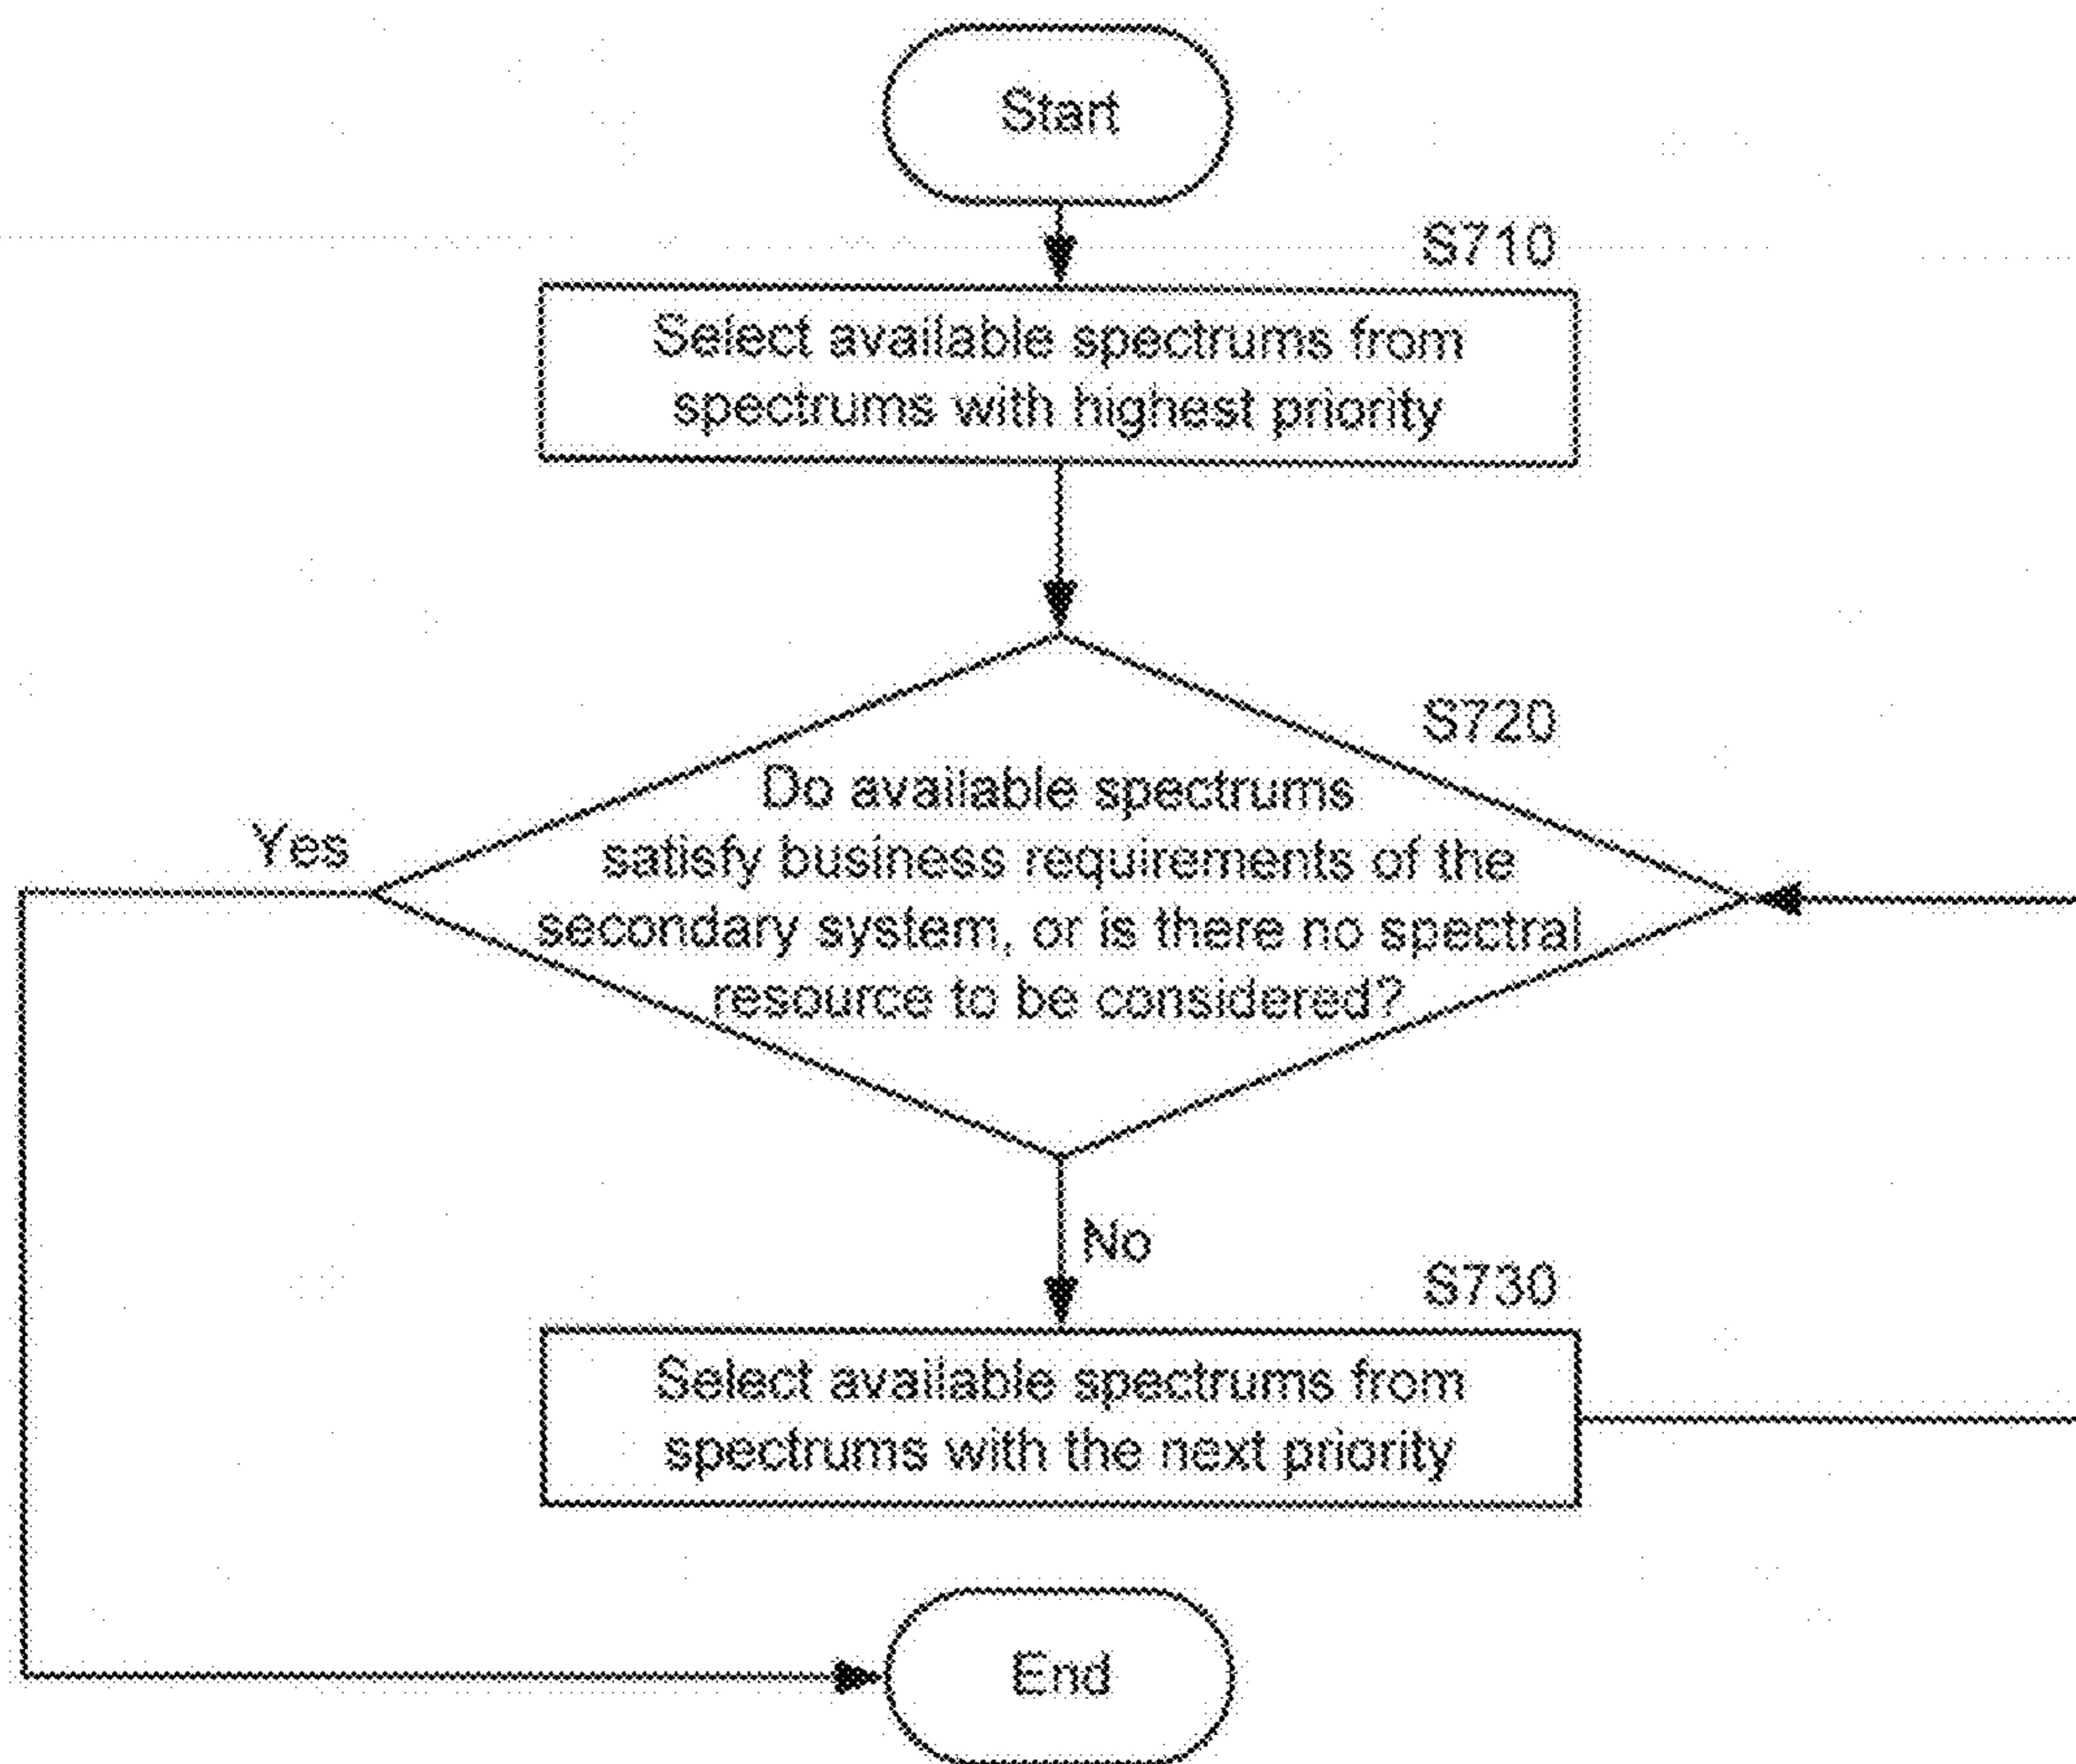 Start
S710
Select available spectrums from
spectrums with highest priority
S720
Do available spectrums
satisfy business requirements of the
secondary system, or is there no spectral
resource to be considered?
Yes
No
S730
Select available spectrums from
spectrums with the next priority
End